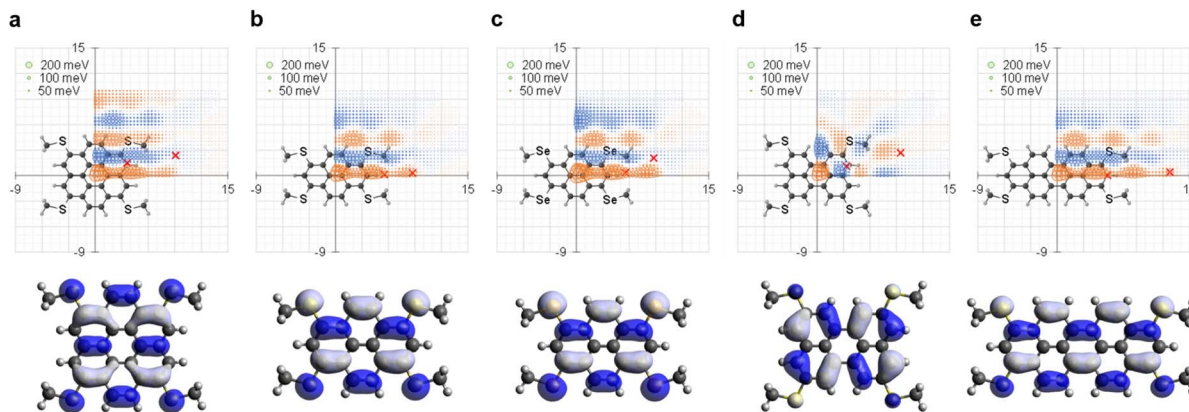 a b c d e
15 15 15 15 15
200 meV 200 meV 200 meV 200 meV 200 meV
100 meV 100 meV 100 meV 100 meV 100 meV
50 meV 50 meV 50 meV 50 meV 50 meV
S S S S Se Se S S S S
-9 15 -9 15 -9 15 -9 15 -9 15
S S S S Se Se S S S S
-9 -9 -9 -9 -9